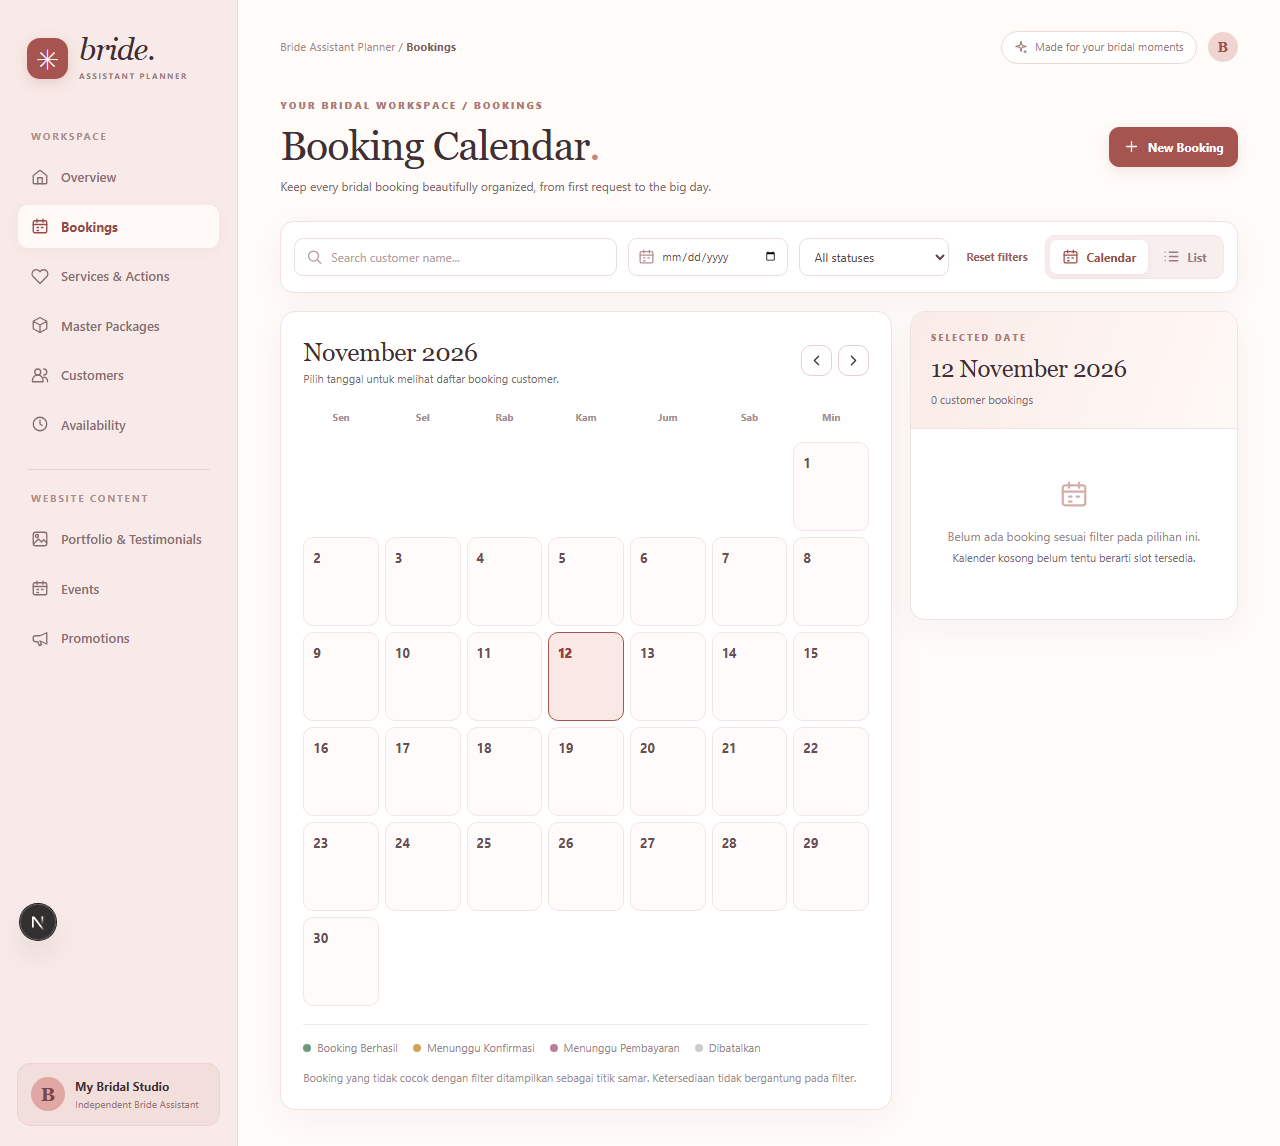 bride.
ASSISTANT PLANNER
WORKSPACE
Overview
Bookings
Services & Actions
Master Packages
Customers
Availability
WEBSITE CONTENT
Portfolio & Testimonials
Events
Promotions
N
B
My Bridal Studio
Independent Bride Assistant
Bride Assistant Planner / Bookings
Made for your bridal moments
B
YOUR BRIDAL WORKSPACE / BOOKINGS
Booking Calendar.
Keep every bridal booking beautifully organized, from first request to the big day.
New Booking
Search customer name...
mm/dd/yyyy
All statuses
Reset filters
Calendar
List
November 2026
Pilih tanggal untuk melihat daftar booking customer.
Sen Sel Rab Kam Jum Sab Min
1
2 3 4 5 6 7 8
9 10 11 12 13 14 15
16 17 18 19 20 21 22
23 24 25 26 27 28 29
30
Booking Berhasil
Menunggu Konfirmasi
Menunggu Pembayaran
Dibatalkan
Booking yang tidak cocok dengan filter ditampilkan sebagai titik samar. Ketersediaan tidak bergantung pada filter.
SELECTED DATE
12 November 2026
0 customer bookings
Belum ada booking sesuai filter pada pilihan ini.
Kalender kosong belum tentu berarti slot tersedia.